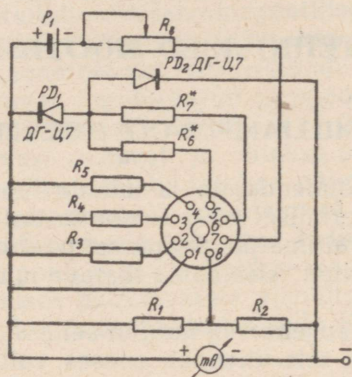 P₁
+ −
R₈
PD₂ ДГ-Ц7
PD₁
ДГ-Ц7
R₇*
R₆*
R₅
R₄
R₃
4 5
3 6
2 7
1 8
R₁ R₂
+ mA −
−